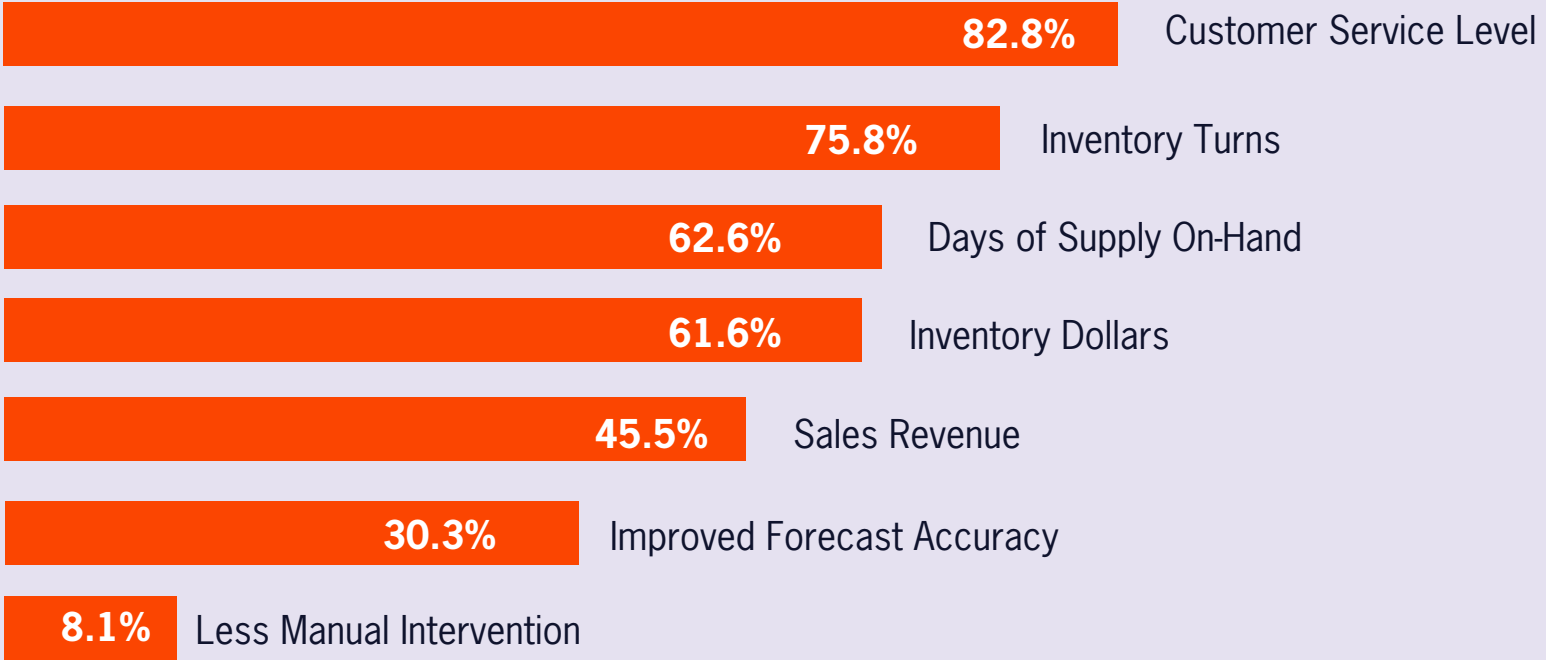 82.8% Customer Service Level
75.8% Inventory Turns
62.6% Days of Supply On-Hand
61.6% Inventory Dollars
45.5% Sales Revenue
30.3% Improved Forecast Accuracy
8.1% Less Manual Intervention